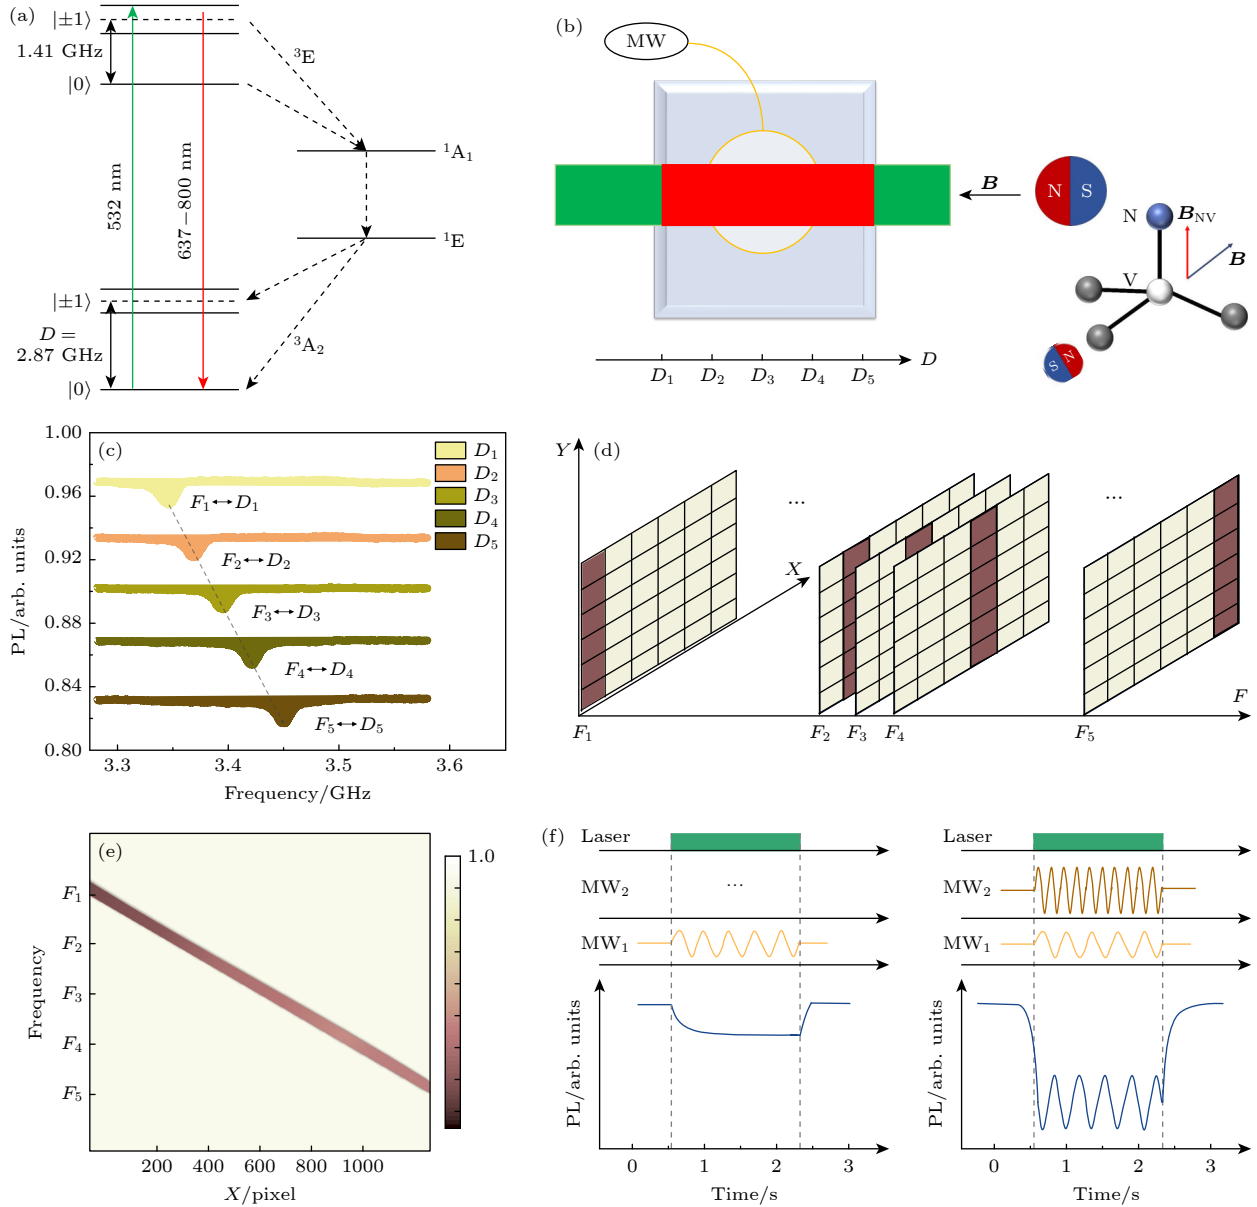 (a)
|±1⟩
1.41 GHz
|0⟩
³E
¹A₁
532 nm
637−800 nm
¹E
|±1⟩
D =
2.87 GHz
³A₂
|0⟩
(b)
MW
B
N S
N
B_NV
B
V
N
S
D
D₁ D₂ D₃ D₄ D₅
(c)
1.00
0.96
0.92
0.88
0.84
0.80
PL/arb. units
D₁
D₂
D₃
D₄
D₅
F₁↔D₁
F₂↔D₂
F₃↔D₃
F₄↔D₄
F₅↔D₅
3.3 3.4 3.5 3.6
Frequency/GHz
(d)
Y
...
...
X
F
F₁ F₂ F₃ F₄ F₅
(e)
1.0
F₁
F₂
F₃
F₄
F₅
Frequency
200 400 600 800 1000
X/pixel
(f)
Laser
MW₂
...
MW₁
PL/arb. units
0 1 2 3
Time/s
Laser
MW₂
MW₁
PL/arb. units
0 1 2 3
Time/s